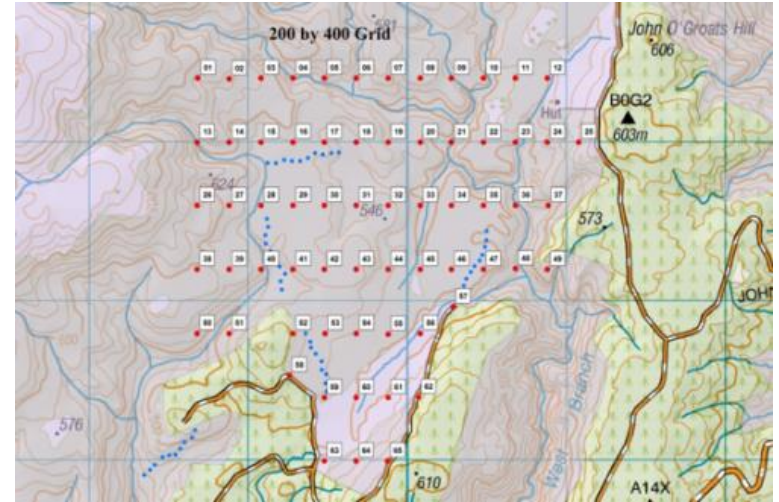 200 by 400 Grid
581
John O'Groats Hill
606
01 02 03 04 05 06 07 08 09 10 11 12
Hut
B0G2
603m
13 14 15 16 17 18 19 20 21 22 23 24 25
624
26 27 28 29 30 31 32 33 34 35 36 37
546
573
38 39 40 41 42 43 44 45 46 47 48 49
JOH
57
600
50 51 52 53 54 55 56
58
59 60 61 62
576
West Branch
63 64 65
610
A14X